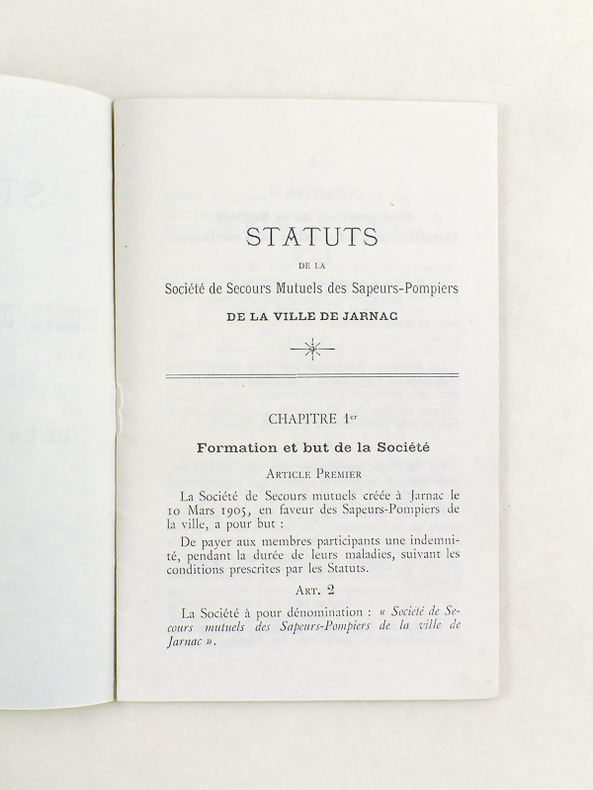 STATUTS
DE LA
Société de Secours Mutuels des Sapeurs-Pompiers
DE LA VILLE DE JARNAC
CHAPITRE 1er
Formation et but de la Société
ARTICLE PREMIER
La Société de Secours mutuels créée à Jarnac le
10 Mars 1905, en faveur des Sapeurs-Pompiers de
la ville, a pour but :
De payer aux membres participants une indemni-
té, pendant la durée de leurs maladies, suivant les
conditions prescrites par les Statuts.
ART. 2
La Société à pour dénomination : « Société de Se-
cours mutuels des Sapeurs-Pompiers de la ville de
Jarnac ».